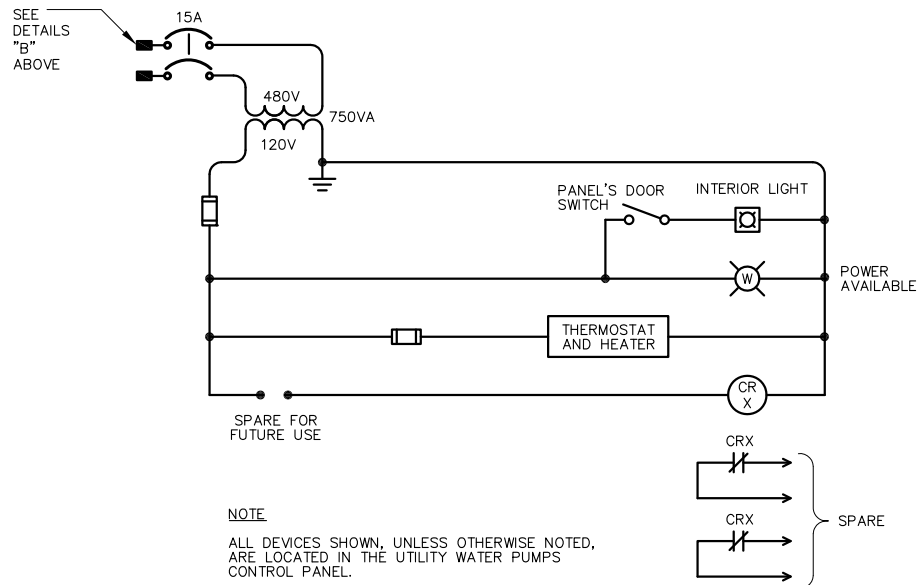 SEE
DETAILS
"B"
ABOVE
15A
480V
750VA
120V
PANEL'S DOOR
SWITCH
INTERIOR LIGHT
W
POWER
AVAILABLE
THERMOSTAT
AND HEATER
CR
X
SPARE FOR
FUTURE USE
CRX
SPARE
CRX
NOTE
ALL DEVICES SHOWN, UNLESS OTHERWISE NOTED,
ARE LOCATED IN THE UTILITY WATER PUMPS
CONTROL PANEL.